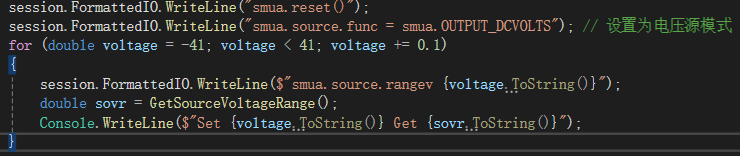 session.FormattedIO.WriteLine("smua.reset()");
session.FormattedIO.WriteLine("smua.source.func = smua.OUTPUT_DCVOLTS"); // 设置为电压源模式
for (double voltage = -41; voltage < 41; voltage += 0.1)
{
session.FormattedIO.WriteLine($"smua.source.rangev {voltage.ToString()}");
double sovr = GetSourceVoltageRange();
Console.WriteLine($"Set {voltage.ToString()} Get {sovr.ToString()}");
}